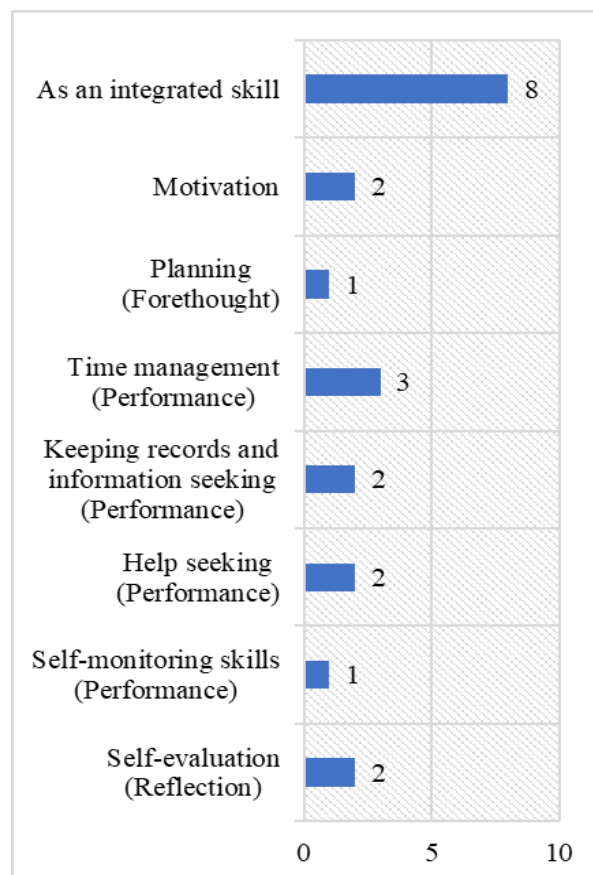 As an integrated skill
8
Motivation
2
Planning
(Forethought)
1
Time management
(Performance)
3
Keeping records and
information seeking
(Performance)
2
Help seeking
(Performance)
2
Self-monitoring skills
(Performance)
1
Self-evaluation
(Reflection)
2
0 5 10